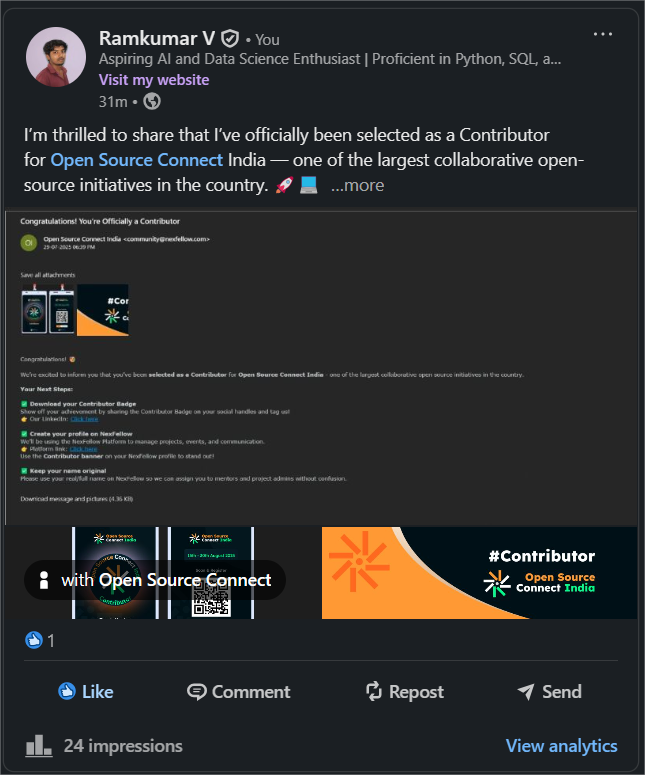 Ramkumar V • You
Aspiring AI and Data Science Enthusiast | Proficient in Python, SQL, a...
Visit my website
31m •
I'm thrilled to share that I've officially been selected as a Contributor
for Open Source Connect India — one of the largest collaborative open-
source initiatives in the country. 🚀 💻 ...more
Congratulations! You're Officially a Contributor
OI
Open Source Connect India <community@nexfellow.com>
29-07-2025 06:39 PM
Save all attachments
#Contr
Congratulations! 🎉
We're excited to inform you that you've been selected as a Contributor for Open Source Connect India - one of the largest collaborative open source initiatives in the country.
Your Next Steps:
✅ Download your Contributor Badge
Show off your achievement by sharing the Contributor Badge on your social handles and tag us!
👉 Our LinkedIn: Click here
✅ Create your profile on NexFellow
We'll be using the NexFellow Platform to manage projects, events, and communication.
👉 Platform link: Click here
Use the Contributor banner on your NexFellow profile to stand out!
✅ Keep your name original
Please use your real/full name on NexFellow so we can assign you to mentors and project admins without confusion.
Download message and pictures (4.36 KB)
Open Source
Connect India
Open Source
Connect India
15th - 30th August 2025
Scan & Register
Contributor
with Open Source Connect
#Contributor
Open Source
Connect India
1
Like Comment Repost Send
24 impressions View analytics